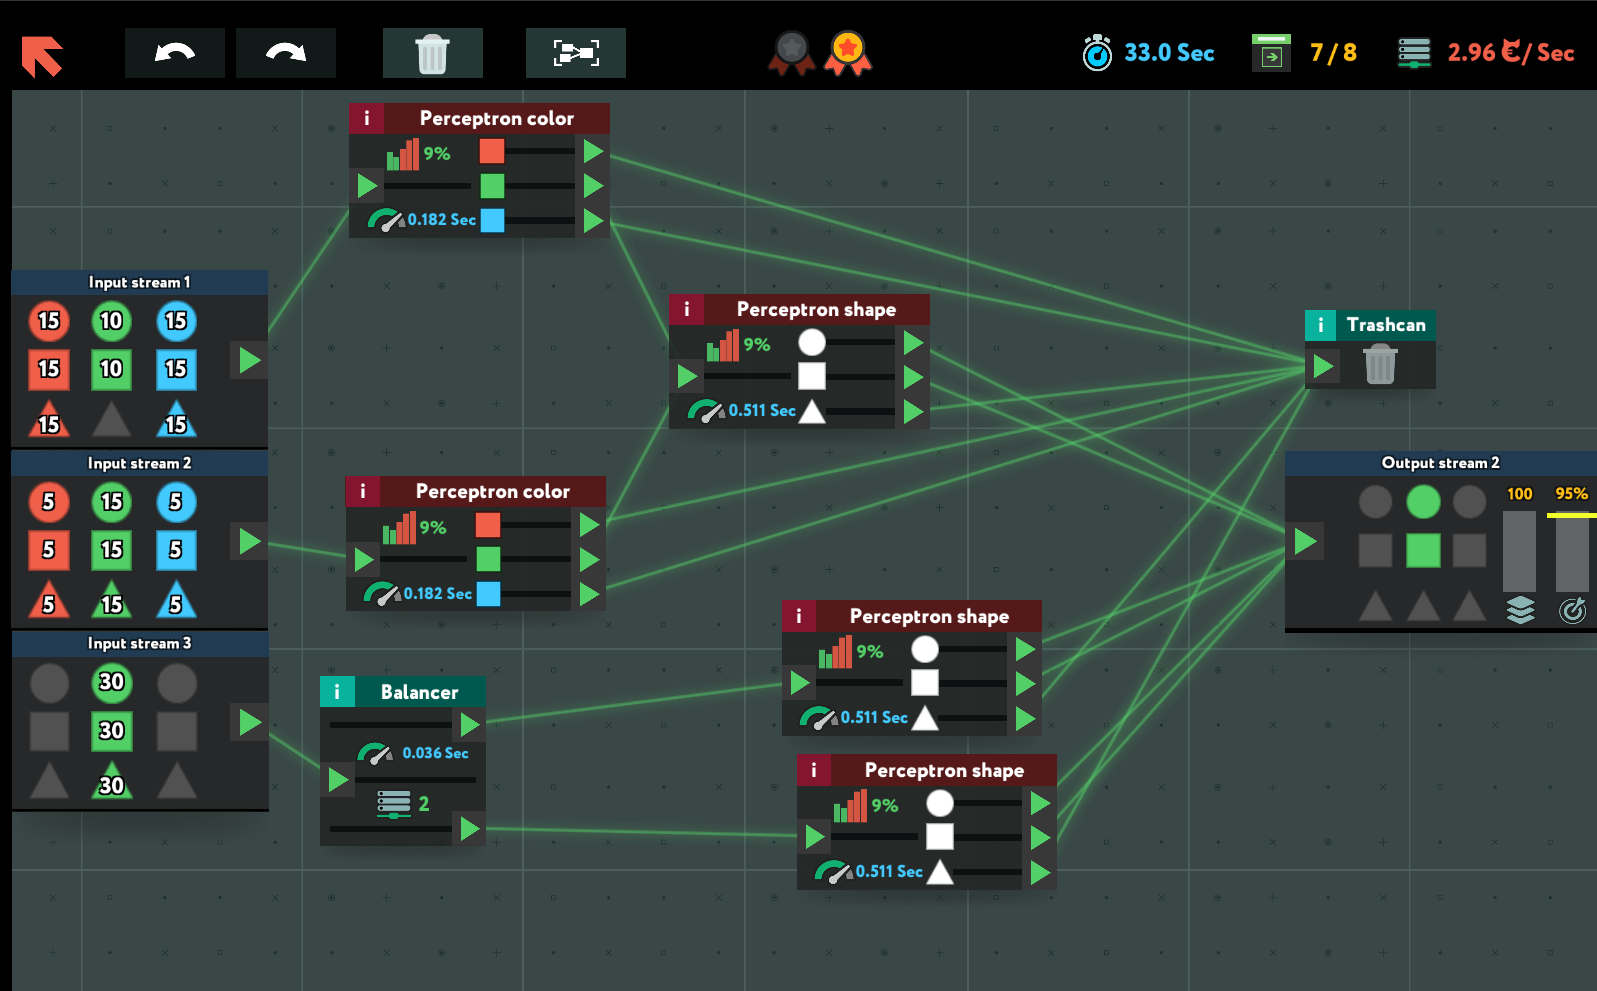 33.0 Sec
7/8
2.96 €/ Sec
i Perceptron color
9%
0.182 Sec
Input stream 1
15 10 15
15 10 15
15 15
i Perceptron shape
9%
0.511 Sec
i Trashcan
Input stream 2
5 15 5
5 15 5
5 15 5
i Perceptron color
9%
0.182 Sec
Output stream 2
100 95%
Input stream 3
30
30
30
i Balancer
0.036 Sec
2
i Perceptron shape
9%
0.511 Sec
i Perceptron shape
9%
0.511 Sec